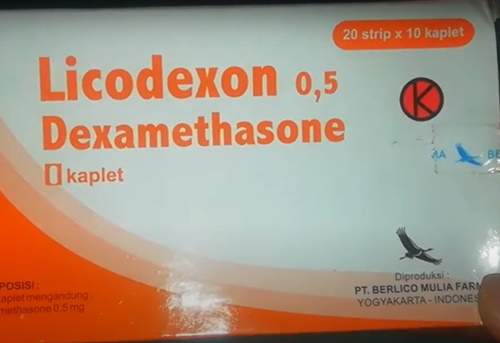 20 strip x 10 kaplet
Licodexon 0,5
Dexamethasone
kaplet
K
Diproduksi :
PT. BERLICO MULIA FARM
YOGYAKARTA - INDONES
POSISI :
kaplet mengandung
methasone 0,5 mg